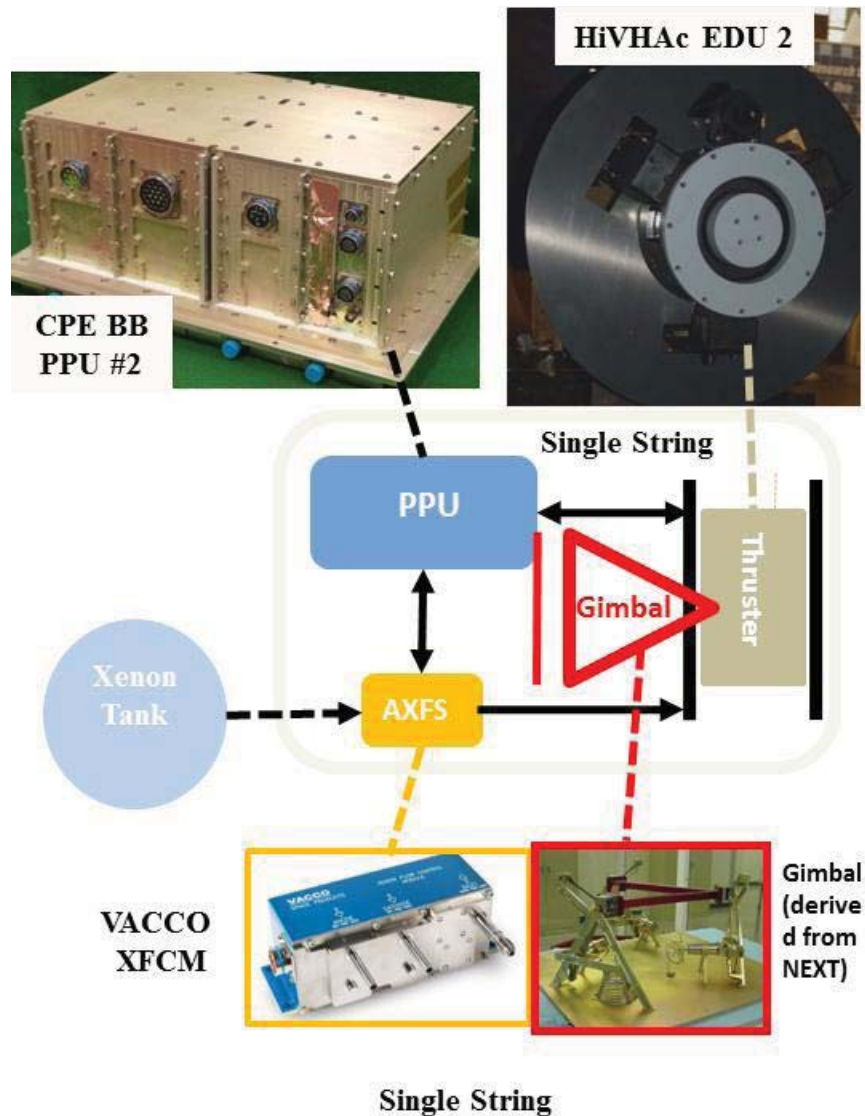 HiVHAc EDU 2
CPE BB
PPU #2
Single String
PPU
Thruster
Gimbal
Xenon
Tank
AXFS
VACCO
XFCM
VACCO
Gimbal
(derive
d from
NEXT)
Single String